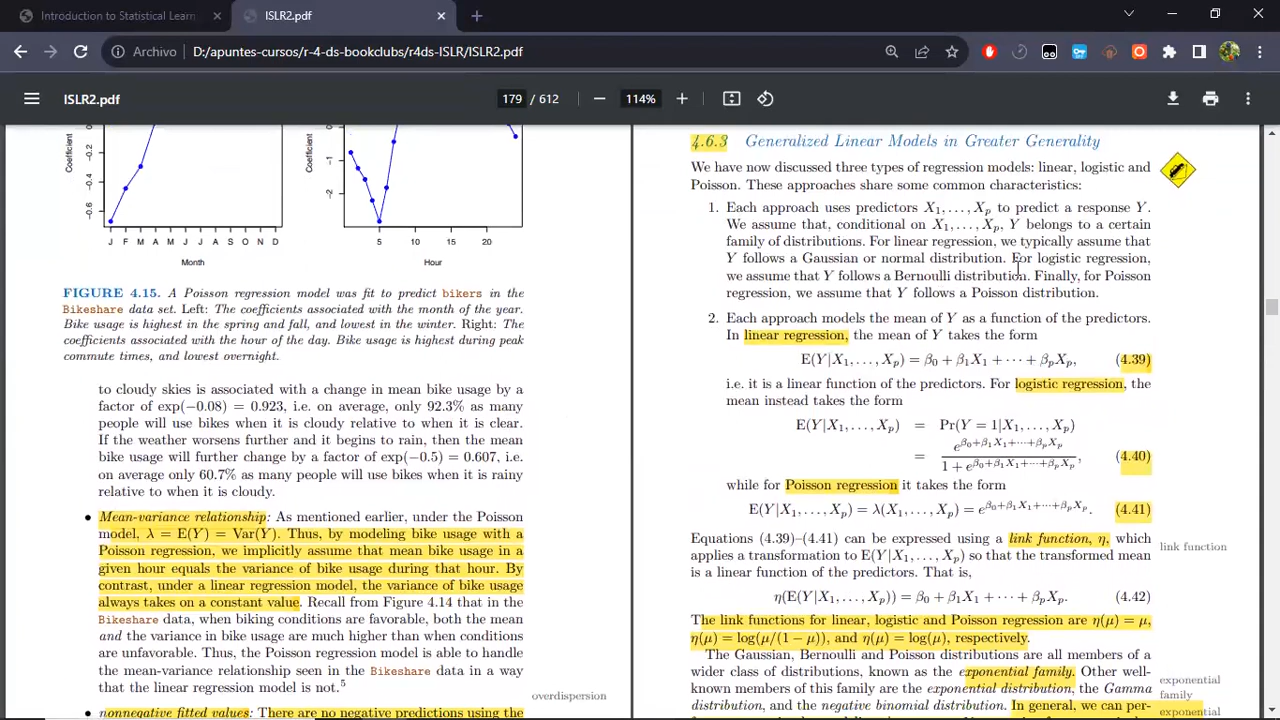 Introduction to Statistical Learn
ISLR2.pdf
Archivo
D:/apuntes-cursos/r-4-ds-bookclubs/r4ds-ISLR/ISLR2.pdf
ISLR2.pdf
179 / 612
114%
Coefficient
0
-0.2
-0.4
-0.6
J F M A M J J A S O N D
Month
Coefficient
0
-1
-2
5 10 15 20
Hour
FIGURE 4.15. A Poisson regression model was fit to predict bikers in the
Bikeshare data set. Left: The coefficients associated with the month of the year.
Bike usage is highest in the spring and fall, and lowest in the winter. Right: The
coefficients associated with the hour of the day. Bike usage is highest during peak
commute times, and lowest overnight.
to cloudy skies is associated with a change in mean bike usage by a
factor of exp(−0.08) = 0.923, i.e. on average, only 92.3% as many
people will use bikes when it is cloudy relative to when it is clear.
If the weather worsens further and it begins to rain, then the mean
bike usage will further change by a factor of exp(−0.5) = 0.607, i.e.
on average only 60.7% as many people will use bikes when it is rainy
relative to when it is cloudy.
• Mean-variance relationship: As mentioned earlier, under the Poisson
model, λ = E(Y) = Var(Y). Thus, by modeling bike usage with a
Poisson regression, we implicitly assume that mean bike usage in a
given hour equals the variance of bike usage during that hour. By
contrast, under a linear regression model, the variance of bike usage
always takes on a constant value. Recall from Figure 4.14 that in the
Bikeshare data, when biking conditions are favorable, both the mean
and the variance in bike usage are much higher than when conditions
are unfavorable. Thus, the Poisson regression model is able to handle
the mean-variance relationship seen in the Bikeshare data in a way
that the linear regression model is not.⁵
overdispersion
• nonnegative fitted values: There are no negative predictions using the
4.6.3 Generalized Linear Models in Greater Generality
We have now discussed three types of regression models: linear, logistic and
Poisson. These approaches share some common characteristics:
1. Each approach uses predictors X₁, . . . , Xₚ to predict a response Y.
We assume that, conditional on X₁, . . . , Xₚ, Y belongs to a certain
family of distributions. For linear regression, we typically assume that
Y follows a Gaussian or normal distribution. For logistic regression,
we assume that Y follows a Bernoulli distribution. Finally, for Poisson
regression, we assume that Y follows a Poisson distribution.
2. Each approach models the mean of Y as a function of the predictors.
In linear regression, the mean of Y takes the form
E(Y|X₁, . . . , Xₚ) = β₀ + β₁X₁ + ··· + βₚXₚ, (4.39)
i.e. it is a linear function of the predictors. For logistic regression, the
mean instead takes the form
E(Y|X₁, . . . , Xₚ) = Pr(Y = 1|X₁, . . . , Xₚ)
= e^{β₀+β₁X₁+···+βₚXₚ} / 1 + e^{β₀+β₁X₁+···+βₚXₚ}, (4.40)
while for Poisson regression it takes the form
E(Y|X₁, . . . , Xₚ) = λ(X₁, . . . , Xₚ) = e^{β₀+β₁X₁+···+βₚXₚ}. (4.41)
Equations (4.39)–(4.41) can be expressed using a link function, η, which
link function
applies a transformation to E(Y|X₁, . . . , Xₚ) so that the transformed mean
is a linear function of the predictors. That is,
η(E(Y|X₁, . . . , Xₚ)) = β₀ + β₁X₁ + ··· + βₚXₚ. (4.42)
The link functions for linear, logistic and Poisson regression are η(μ) = μ,
η(μ) = log(μ/(1 − μ)), and η(μ) = log(μ), respectively.
The Gaussian, Bernoulli and Poisson distributions are all members of a
wider class of distributions, known as the exponential family. Other well-
exponential
known members of this family are the exponential distribution, the Gamma
family
distribution, and the negative binomial distribution. In general, we can per-
exponential